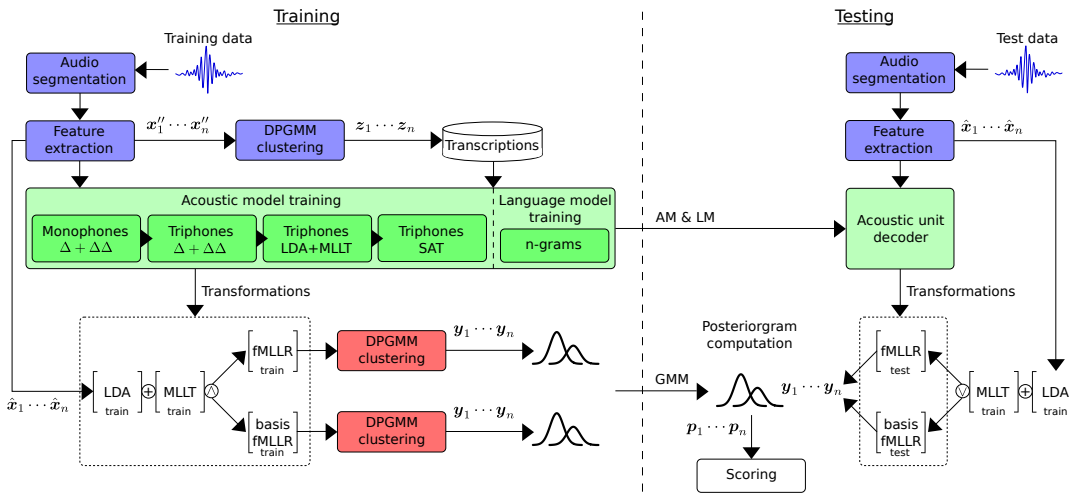 Training
Testing
Training data
Test data
Audio
segmentation
Audio
segmentation
Feature
extraction
x''₁ ⋯ x''ₙ
DPGMM
clustering
z₁ ⋯ zₙ
Transcriptions
Feature
extraction
x̂₁ ⋯ x̂ₙ
Acoustic model training
Language model
training
Monophones
Δ + ΔΔ
Triphones
Δ + ΔΔ
Triphones
LDA+MLLT
Triphones
SAT
n-grams
AM & LM
Acoustic unit
decoder
Transformations
Transformations
x̂₁ ⋯ x̂ₙ
LDA
train
+
MLLT
train
fMLLR
train
basis
fMLLR
train
DPGMM
clustering
y₁ ⋯ yₙ
DPGMM
clustering
y₁ ⋯ yₙ
GMM
Posteriorgram
computation
y₁ ⋯ yₙ
p₁ ⋯ pₙ
Scoring
fMLLR
test
basis
fMLLR
test
MLLT
train
+
LDA
train